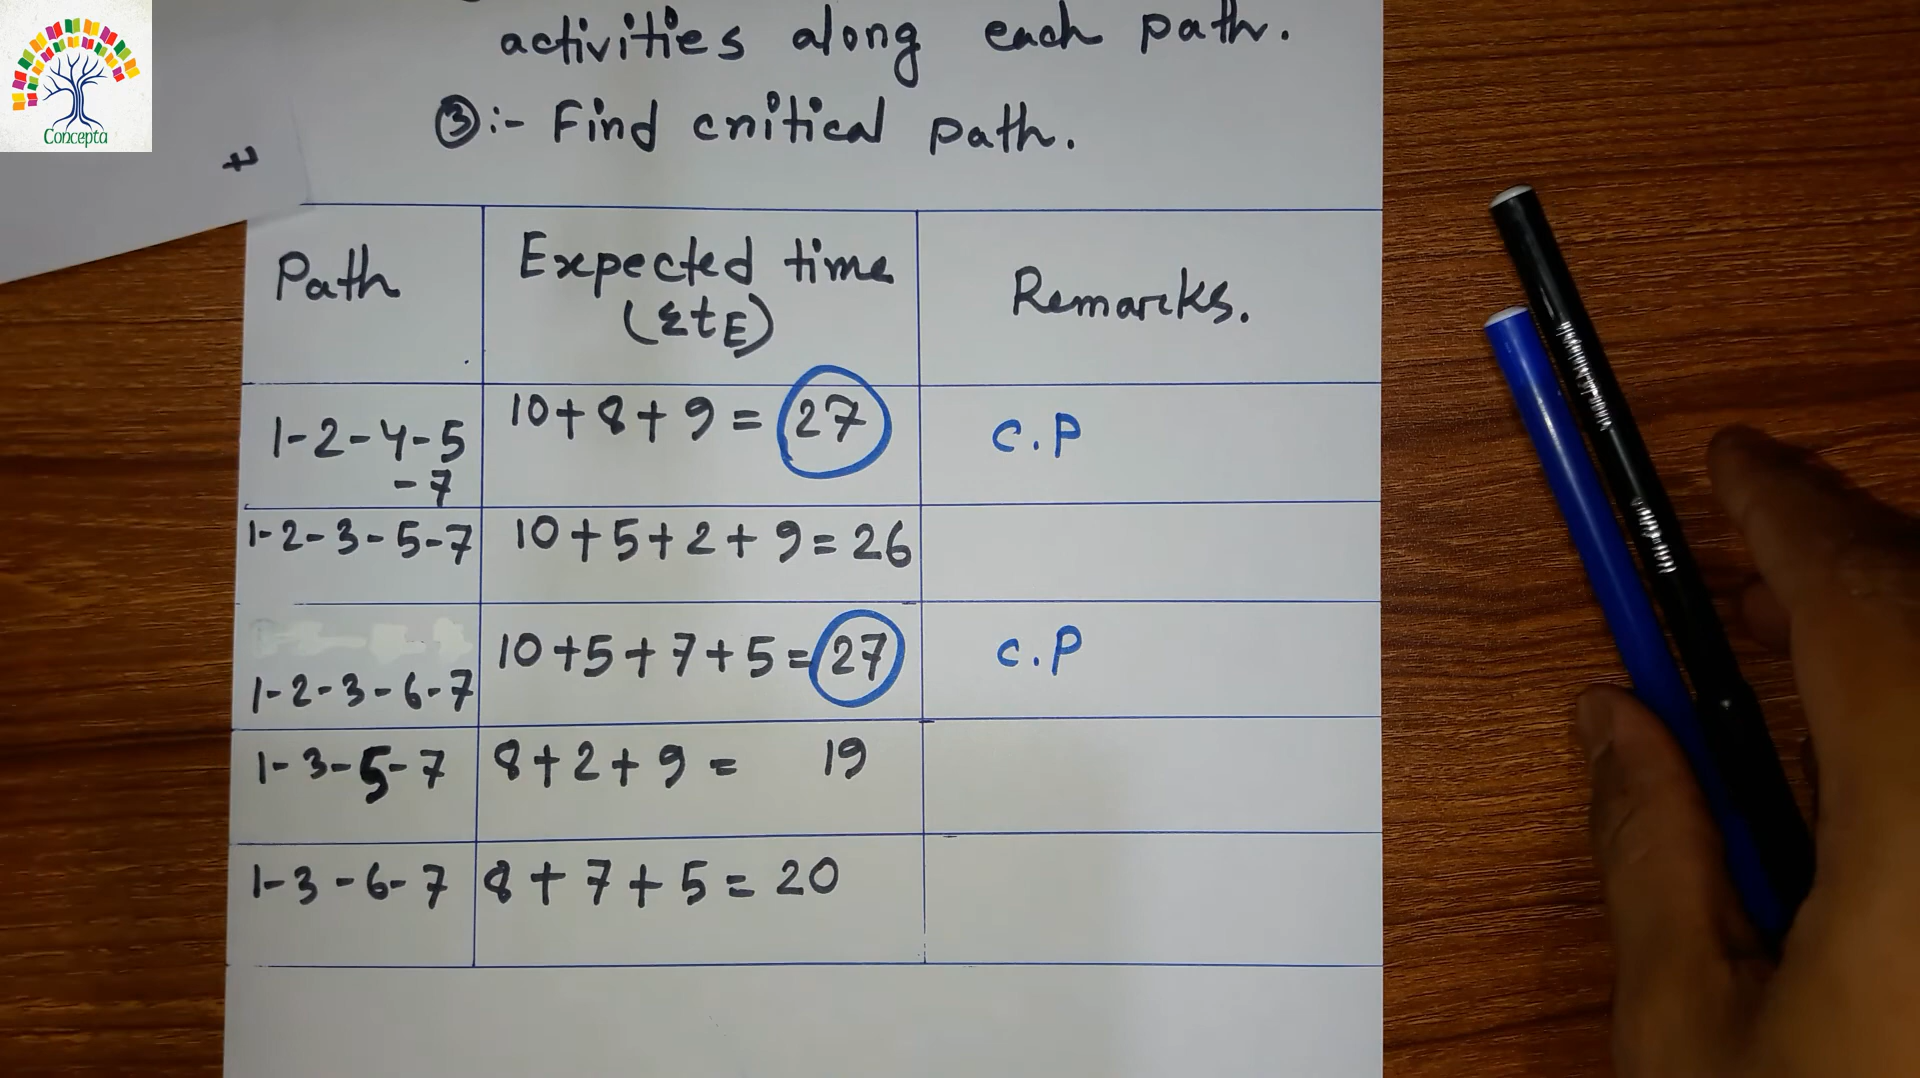 Concepta
activities along each path.
③:- Find critical path.
Path
Expected time
(ΣtE)
Remarks.
1-2-4-5
-7
10+8+9= 27
C.P
1-2-3-5-7
10+5+2+9=26
1-2-3-6-7
10+5+7+5=27
C.P
1-3-5-7
8+2+9= 19
1-3-6-7
8+7+5=20